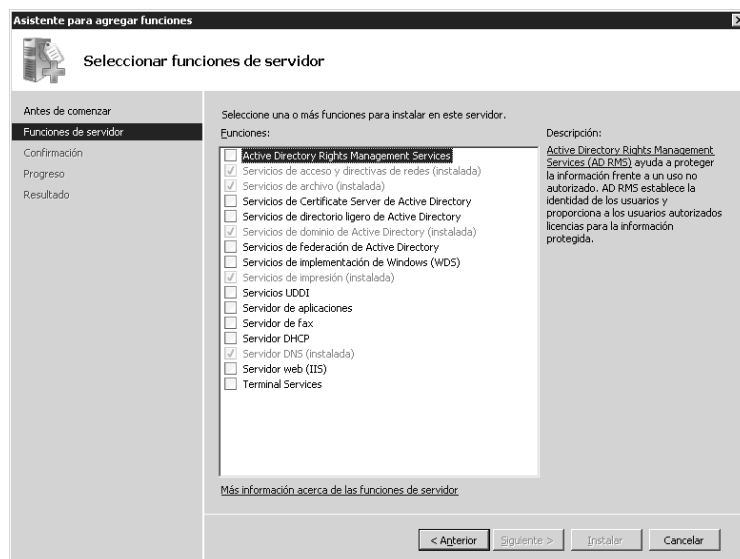 Asistente para agregar funciones
Seleccionar funciones de servidor
Antes de comenzar
Funciones de servidor
Confirmación
Progreso
Resultado
Seleccione una o más funciones para instalar en este servidor.
Funciones:
Active Directory Rights Management Services
Servicios de acceso y directivas de redes (instalada)
Servicios de archivo (instalada)
Servicios de Certificate Server de Active Directory
Servicios de directorio ligero de Active Directory
Servicios de dominio de Active Directory (instalada)
Servicios de federación de Active Directory
Servicios de implementación de Windows (WDS)
Servicios de impresión (instalada)
Servicios UDDI
Servidor de aplicaciones
Servidor de fax
Servidor DHCP
Servidor DNS (instalada)
Servidor web (IIS)
Terminal Services
Más información acerca de las funciones de servidor
Descripción:
Active Directory Rights Management
Services (AD RMS) ayuda a proteger
la información frente a un uso no
autorizado. AD RMS establece la
identidad de los usuarios y
proporciona a los usuarios autorizados
licencias para la información
protegida.
< Anterior
Siguiente >
Instalar
Cancelar